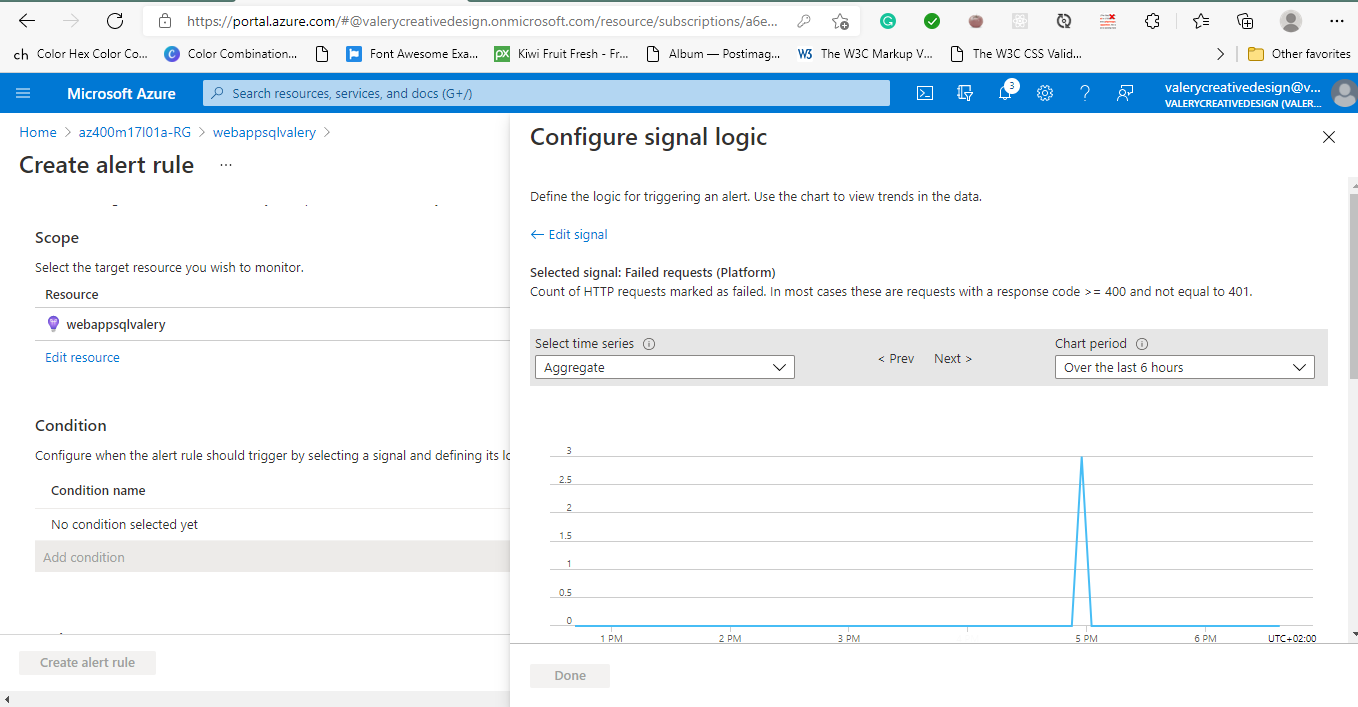 https://portal.azure.com/#@valerycreativedesign.onmicrosoft.com/resource/subscriptions/a6e...
ch Color Hex Color Co... C Color Combination... Font Awesome Exa... px Kiwi Fruit Fresh - Fr... Album — Postimag... W3 The W3C Markup V... The W3C CSS Valid... Other favorites
Microsoft Azure
Search resources, services, and docs (G+/)
3
valerycreativedesign@v...
VALERYCREATIVEDESIGN (VALER...
Home > az400m17l01a-RG > webappsqlvalery >
Create alert rule ...
Scope
Select the target resource you wish to monitor.
Resource
webappsqlvalery
Edit resource
Condition
Configure when the alert rule should trigger by selecting a signal and defining its lo
Condition name
No condition selected yet
Add condition
Create alert rule
Configure signal logic
Define the logic for triggering an alert. Use the chart to view trends in the data.
← Edit signal
Selected signal: Failed requests (Platform)
Count of HTTP requests marked as failed. In most cases these are requests with a response code >= 400 and not equal to 401.
Select time series
Aggregate
< Prev Next >
Chart period
Over the last 6 hours
3
2.5
2
1.5
1
0.5
0
1 PM 2 PM 3 PM 5 PM 6 PM UTC+02:00
Done